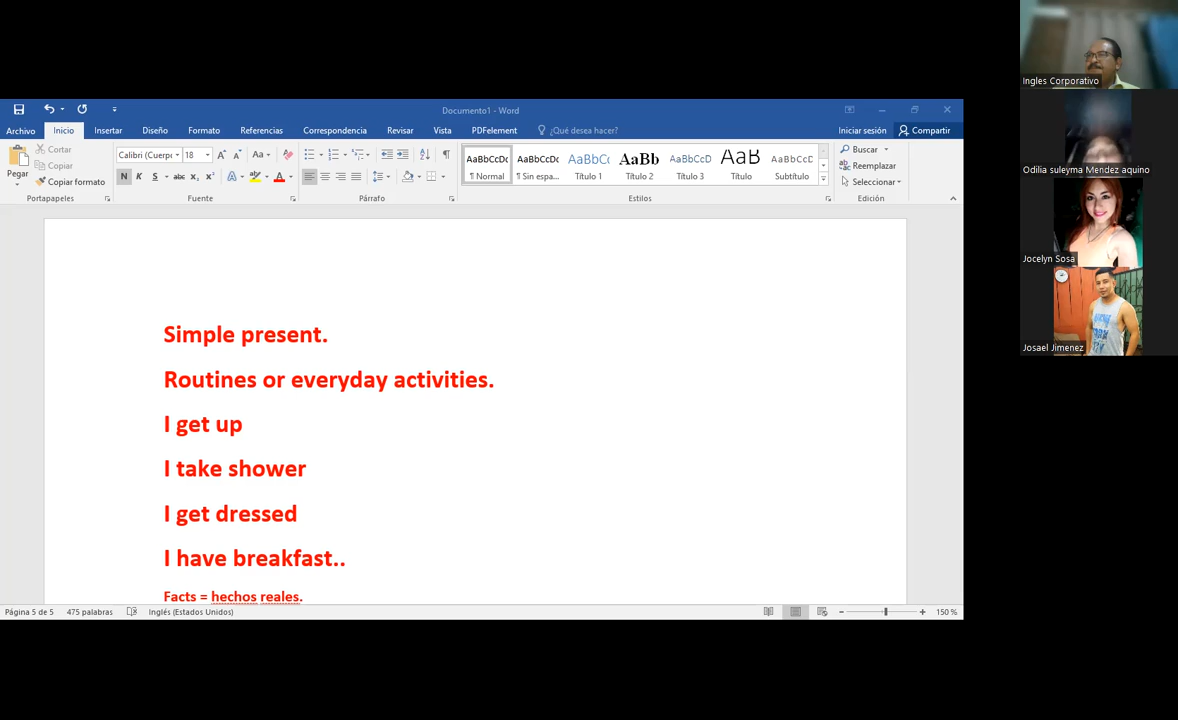 Documento1 - Word
Archivo Inicio Insertar Diseño Formato Referencias Correspondencia Revisar Vista PDFelement ¿Qué desea hacer? Iniciar sesión Compartir
Pegar
Cortar
Copiar
Copiar formato
Portapapeles
Calibri (Cuerp 18
Aa
N K S abc x₂ x²
A
Fuente
Párrafo
AaBbCcDc
¶ Normal
AaBbCcDc
¶ Sin espa...
AaBbCc
Título 1
AaBb
Título 2
AaBbCcD
Título 3
AaB
Título
AaBbCcD
Subtítulo
Estilos
Buscar
Reemplazar
Seleccionar
Edición
Simple present.
Routines or everyday activities.
I get up
I take shower
I get dressed
I have breakfast..
Facts = hechos reales.
Página 5 de 5 475 palabras Inglés (Estados Unidos) 150 %
Ingles Corporativo
Odilia suleyma Mendez aquino
Jocelyn Sosa
Josael Jimenez